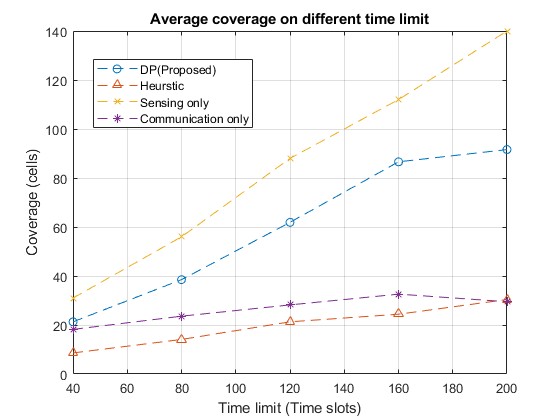 Average coverage on different time limit
140
120
100
80
60
40
20
0
DP(Proposed)
Heurstic
Sensing only
Communication only
Coverage (cells)
40 60 80 100 120 140 160 180 200
Time limit (Time slots)